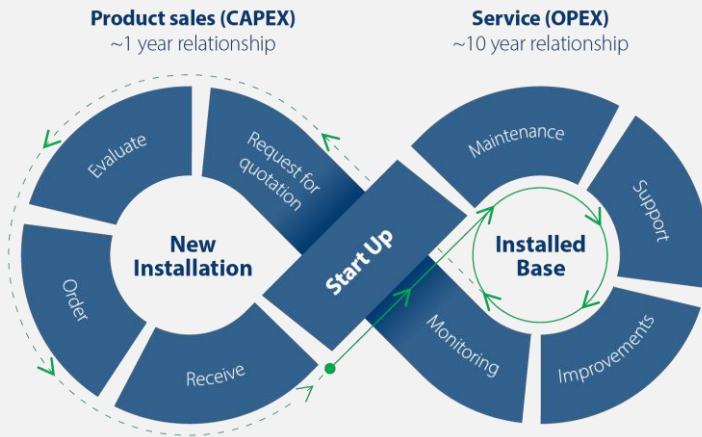 Product sales (CAPEX)
~1 year relationship
Service (OPEX)
~10 year relationship
Request for
quotation
Evaluate
Order
Receive
New
Installation
Start Up
Maintenance
Support
Improvements
Monitoring
Installed
Base